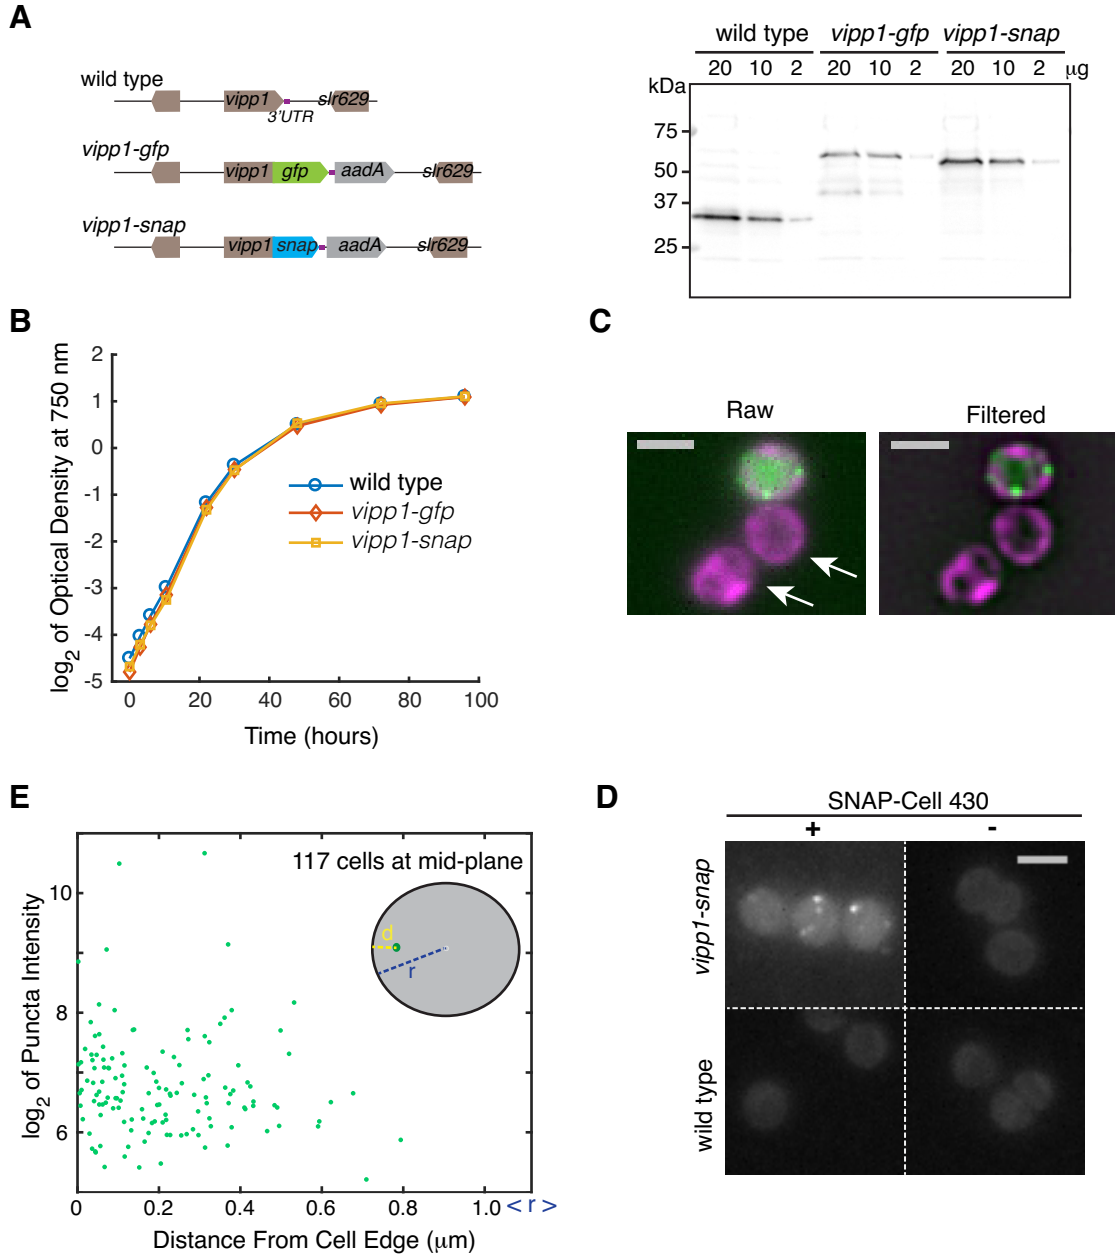 A
wild type
vipp1
slr629
3'UTR
vipp1-gfp
vipp1 gfp aadA slr629
vipp1-snap
vipp1 snap aadA slr629
wild type vipp1-gfp vipp1-snap
20 10 2 20 10 2 20 10 2 μg
kDa
75
50
37
25
B
log2 of Optical Density at 750 nm
2
1
0
-1
-2
-3
-4
-5
0 20 40 60 80 100
Time (hours)
wild type
vipp1-gfp
vipp1-snap
C
Raw Filtered
E
log2 of Puncta Intensity
10
8
6
117 cells at mid-plane
d
r
0 0.2 0.4 0.6 0.8 1.0 < r >
Distance From Cell Edge (μm)
D
SNAP-Cell 430
+ -
vipp1-snap
wild type